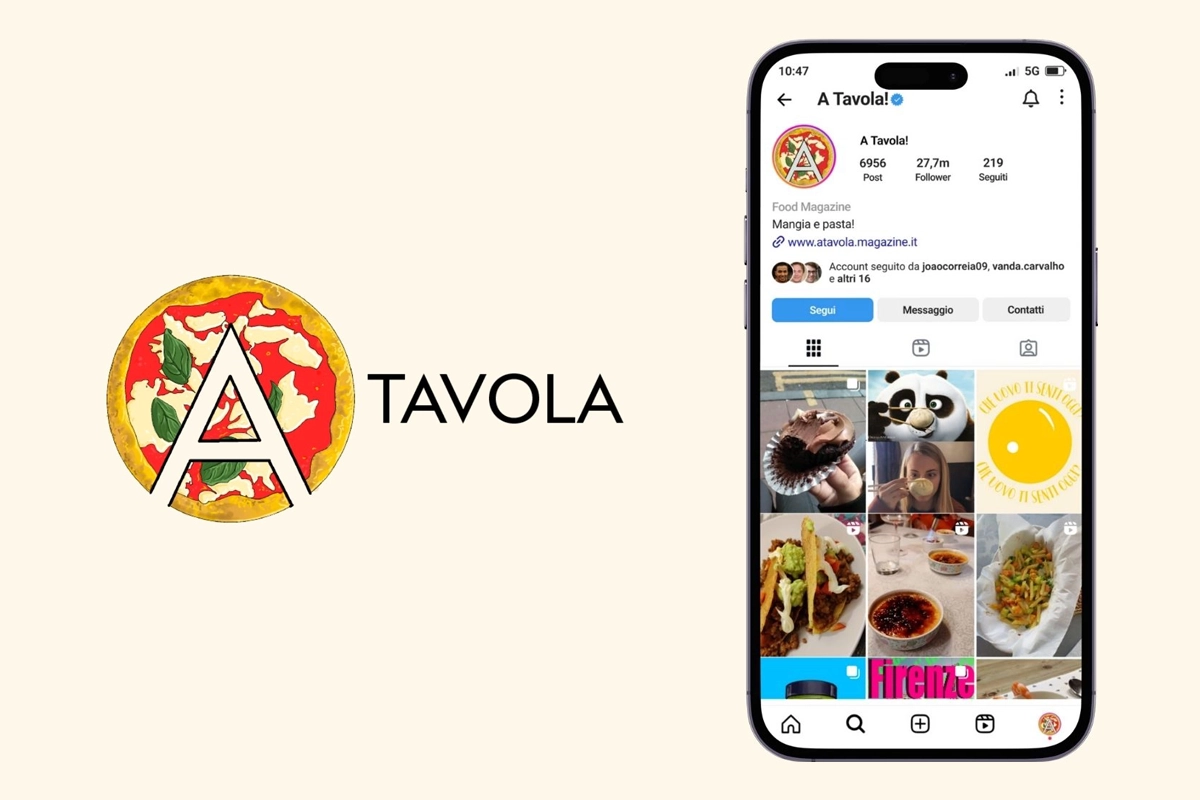 A TAVOLA
10:47
5G
A Tavola!
A Tavola!
6956 27,7m 219
Post Follower Seguiti
Food Magazine
Mangia e pasta!
www.atavola.magazine.it
Account seguito da joaocorreia09, vanda.carvalho
e altri 16
Segui Messaggio Contatti
CHE UOVO TI SENTI OGGI?
CHE UOVO TI SENTI OGGI?
Firenze